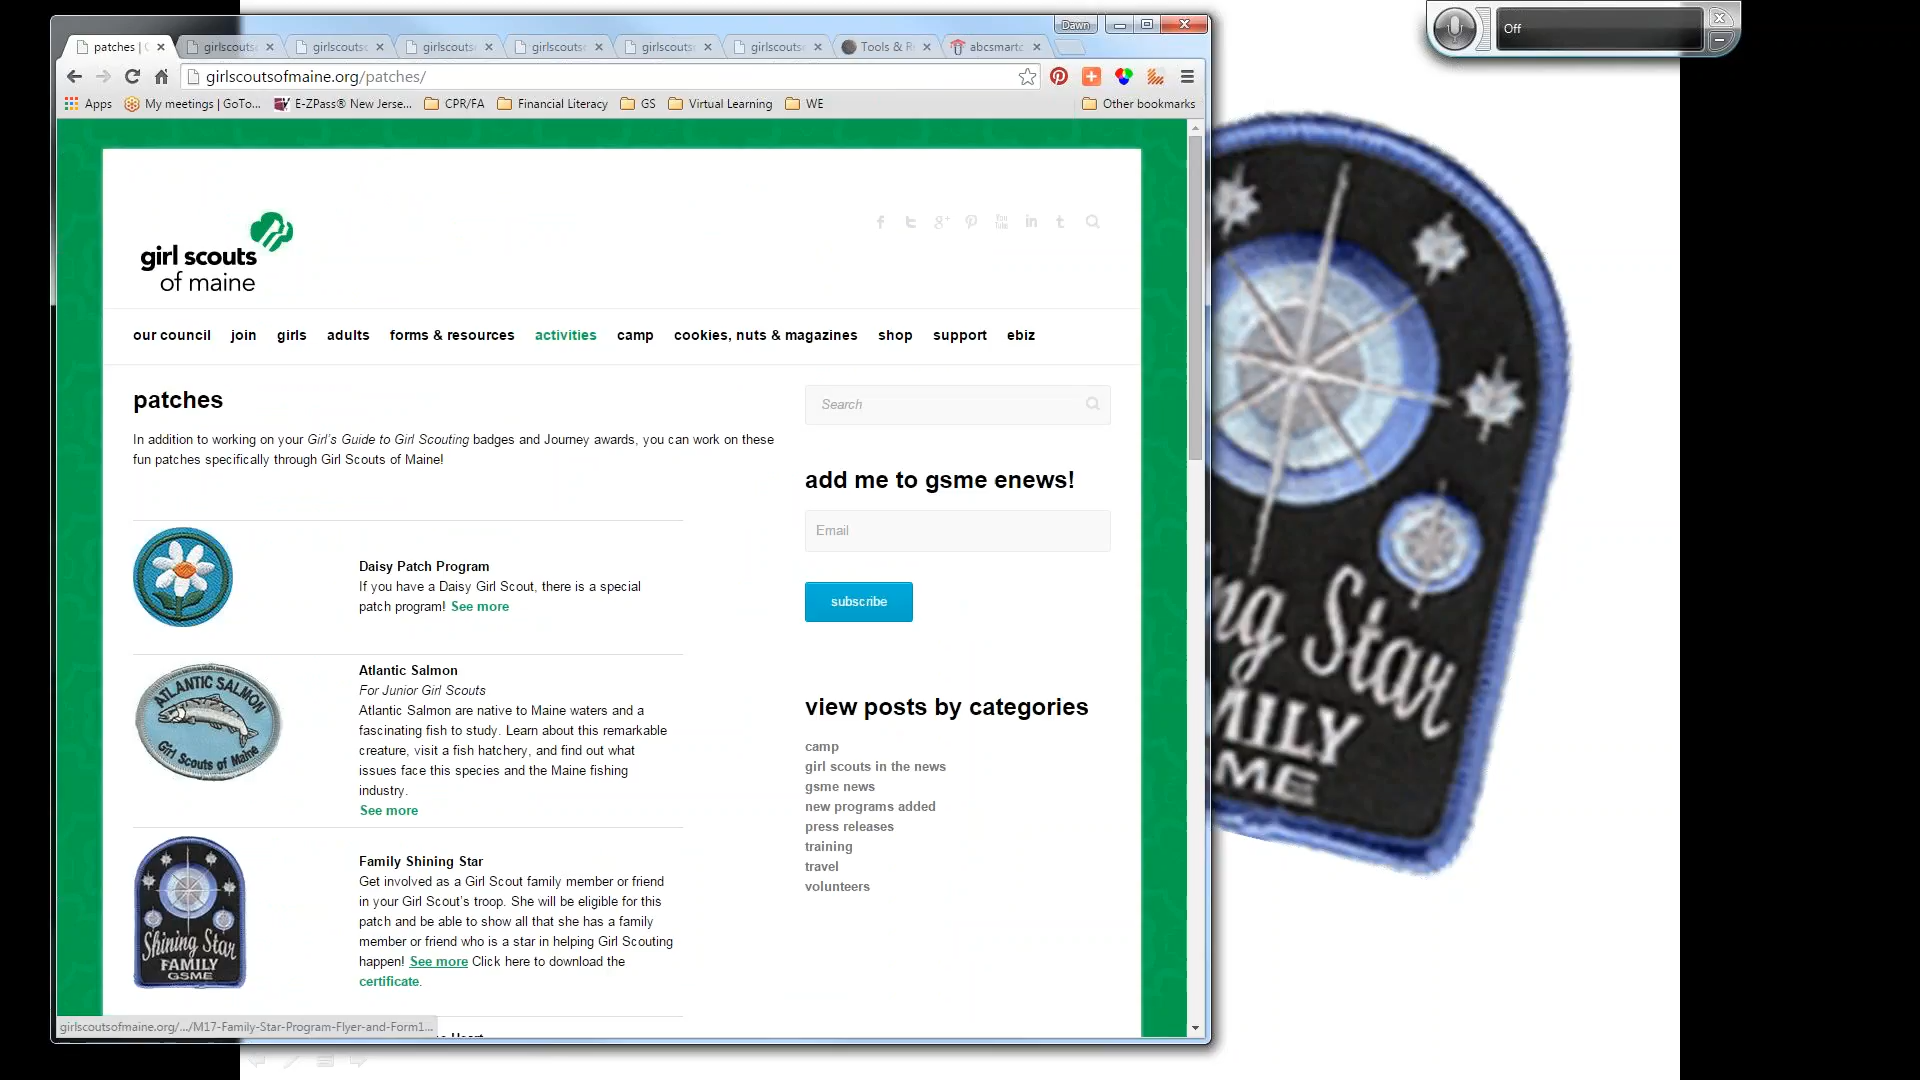 Dawn
patches |
girlscouts
girlscouts
girlscouts
girlscouts
girlscouts
girlscouts
Tools & R
abcsmart
girlscoutsofmaine.org/patches/
Apps
My meetings | GoTo...
E-ZPass® New Jerse...
CPR/FA
Financial Literacy
GS
Virtual Learning
WE
Other bookmarks
Off
girl scouts
of maine
our council join girls adults forms & resources activities camp cookies, nuts & magazines shop support ebiz
patches
In addition to working on your Girl's Guide to Girl Scouting badges and Journey awards, you can work on these
fun patches specifically through Girl Scouts of Maine!
Daisy Patch Program
If you have a Daisy Girl Scout, there is a special
patch program! See more
ATLANTIC SALMON
Girl Scouts of Maine
Atlantic Salmon
For Junior Girl Scouts
Atlantic Salmon are native to Maine waters and a
fascinating fish to study. Learn about this remarkable
creature, visit a fish hatchery, and find out what
issues face this species and the Maine fishing
industry.
See more
Shining Star
FAMILY
GSME
Family Shining Star
Get involved as a Girl Scout family member or friend
in your Girl Scout's troop. She will be eligible for this
patch and be able to show all that she has a family
member or friend who is a star in helping Girl Scouting
happen! See more Click here to download the
certificate.
Search
add me to gsme enews!
Email
subscribe
view posts by categories
camp
girl scouts in the news
gsme news
new programs added
press releases
training
travel
volunteers
girlscoutsofmaine.org/.../M17-Family-Star-Program-Flyer-and-Form1...
ng Star
MILY
ME